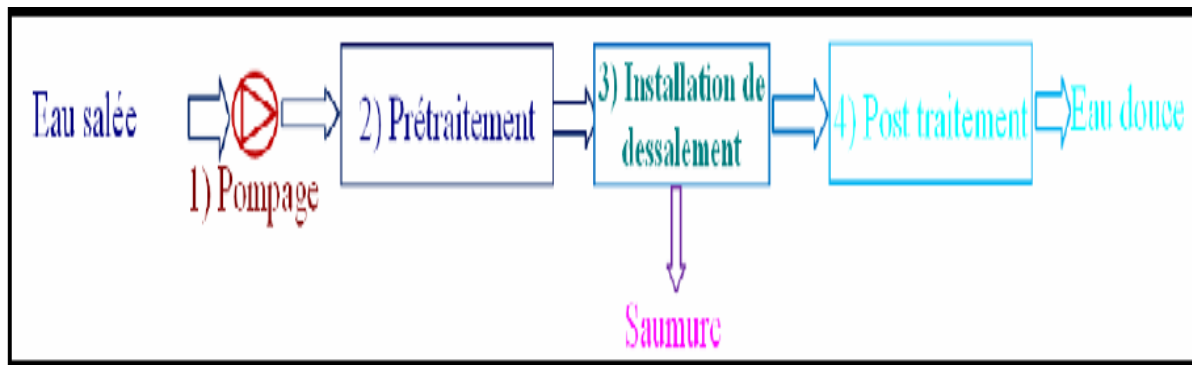 Eau salée
1) Pompage
2) Prétraitement
3) Installation de
dessalement
4) Post traitement
Eau douce
Saumure